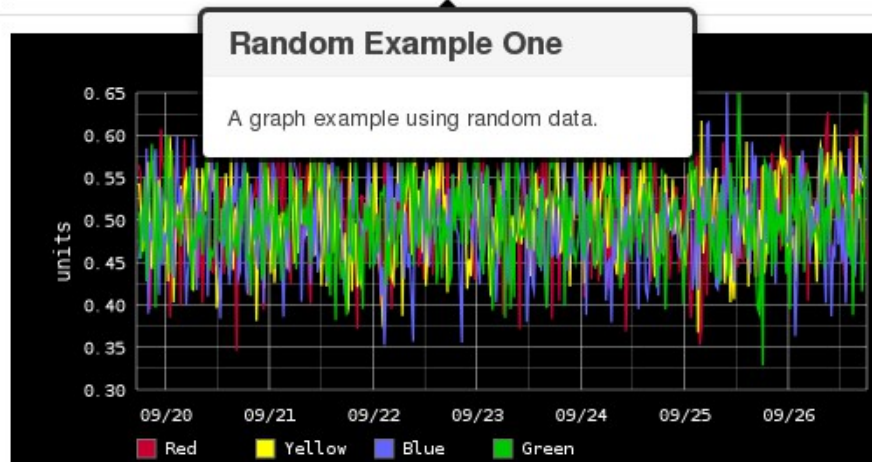 Random Example One
A graph example using random data.
0.65
0.60
0.55
0.50
0.45
0.40
0.35
0.30
units
09/20 09/21 09/22 09/23 09/24 09/25 09/26
Red Yellow Blue Green